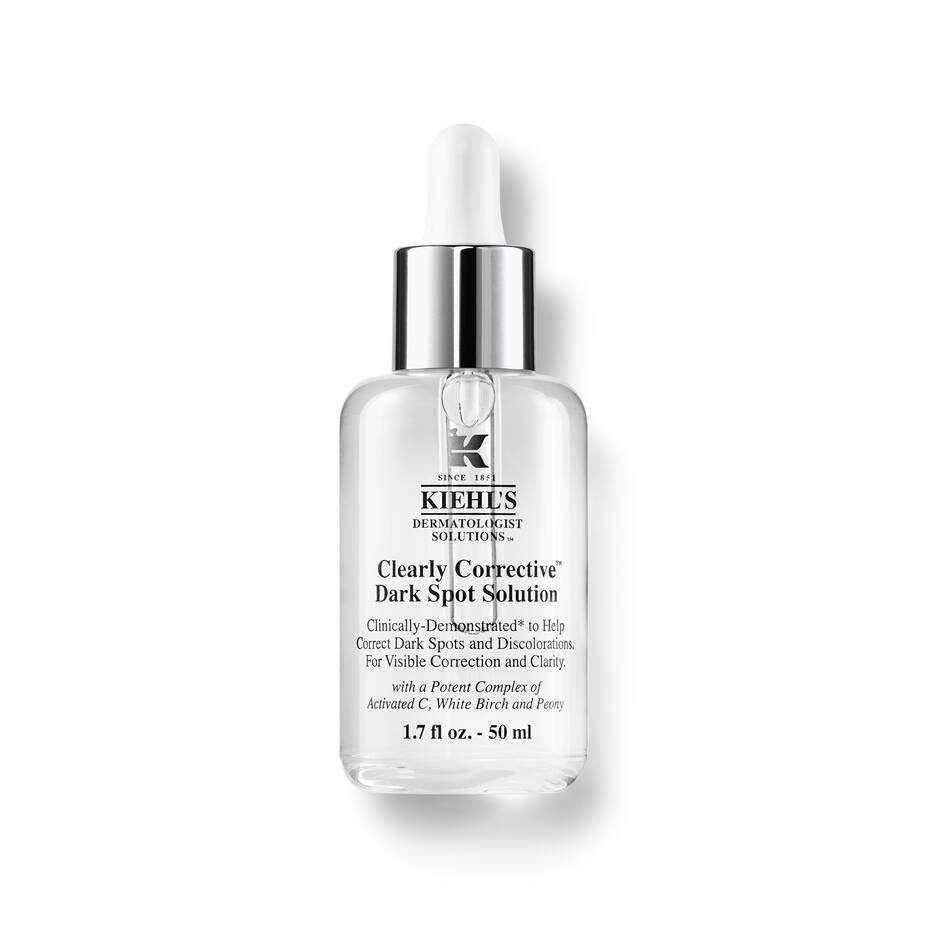 K
SINCE 1851
KIEHL'S
DERMATOLOGIST
SOLUTIONS™
Clearly Corrective™
Dark Spot Solution
Clinically-Demonstrated* to Help
Correct Dark Spots and Discolorations.
For Visible Correction and Clarity.
with a Potent Complex of
Activated C, White Birch and Peony
1.7 fl oz. - 50 ml